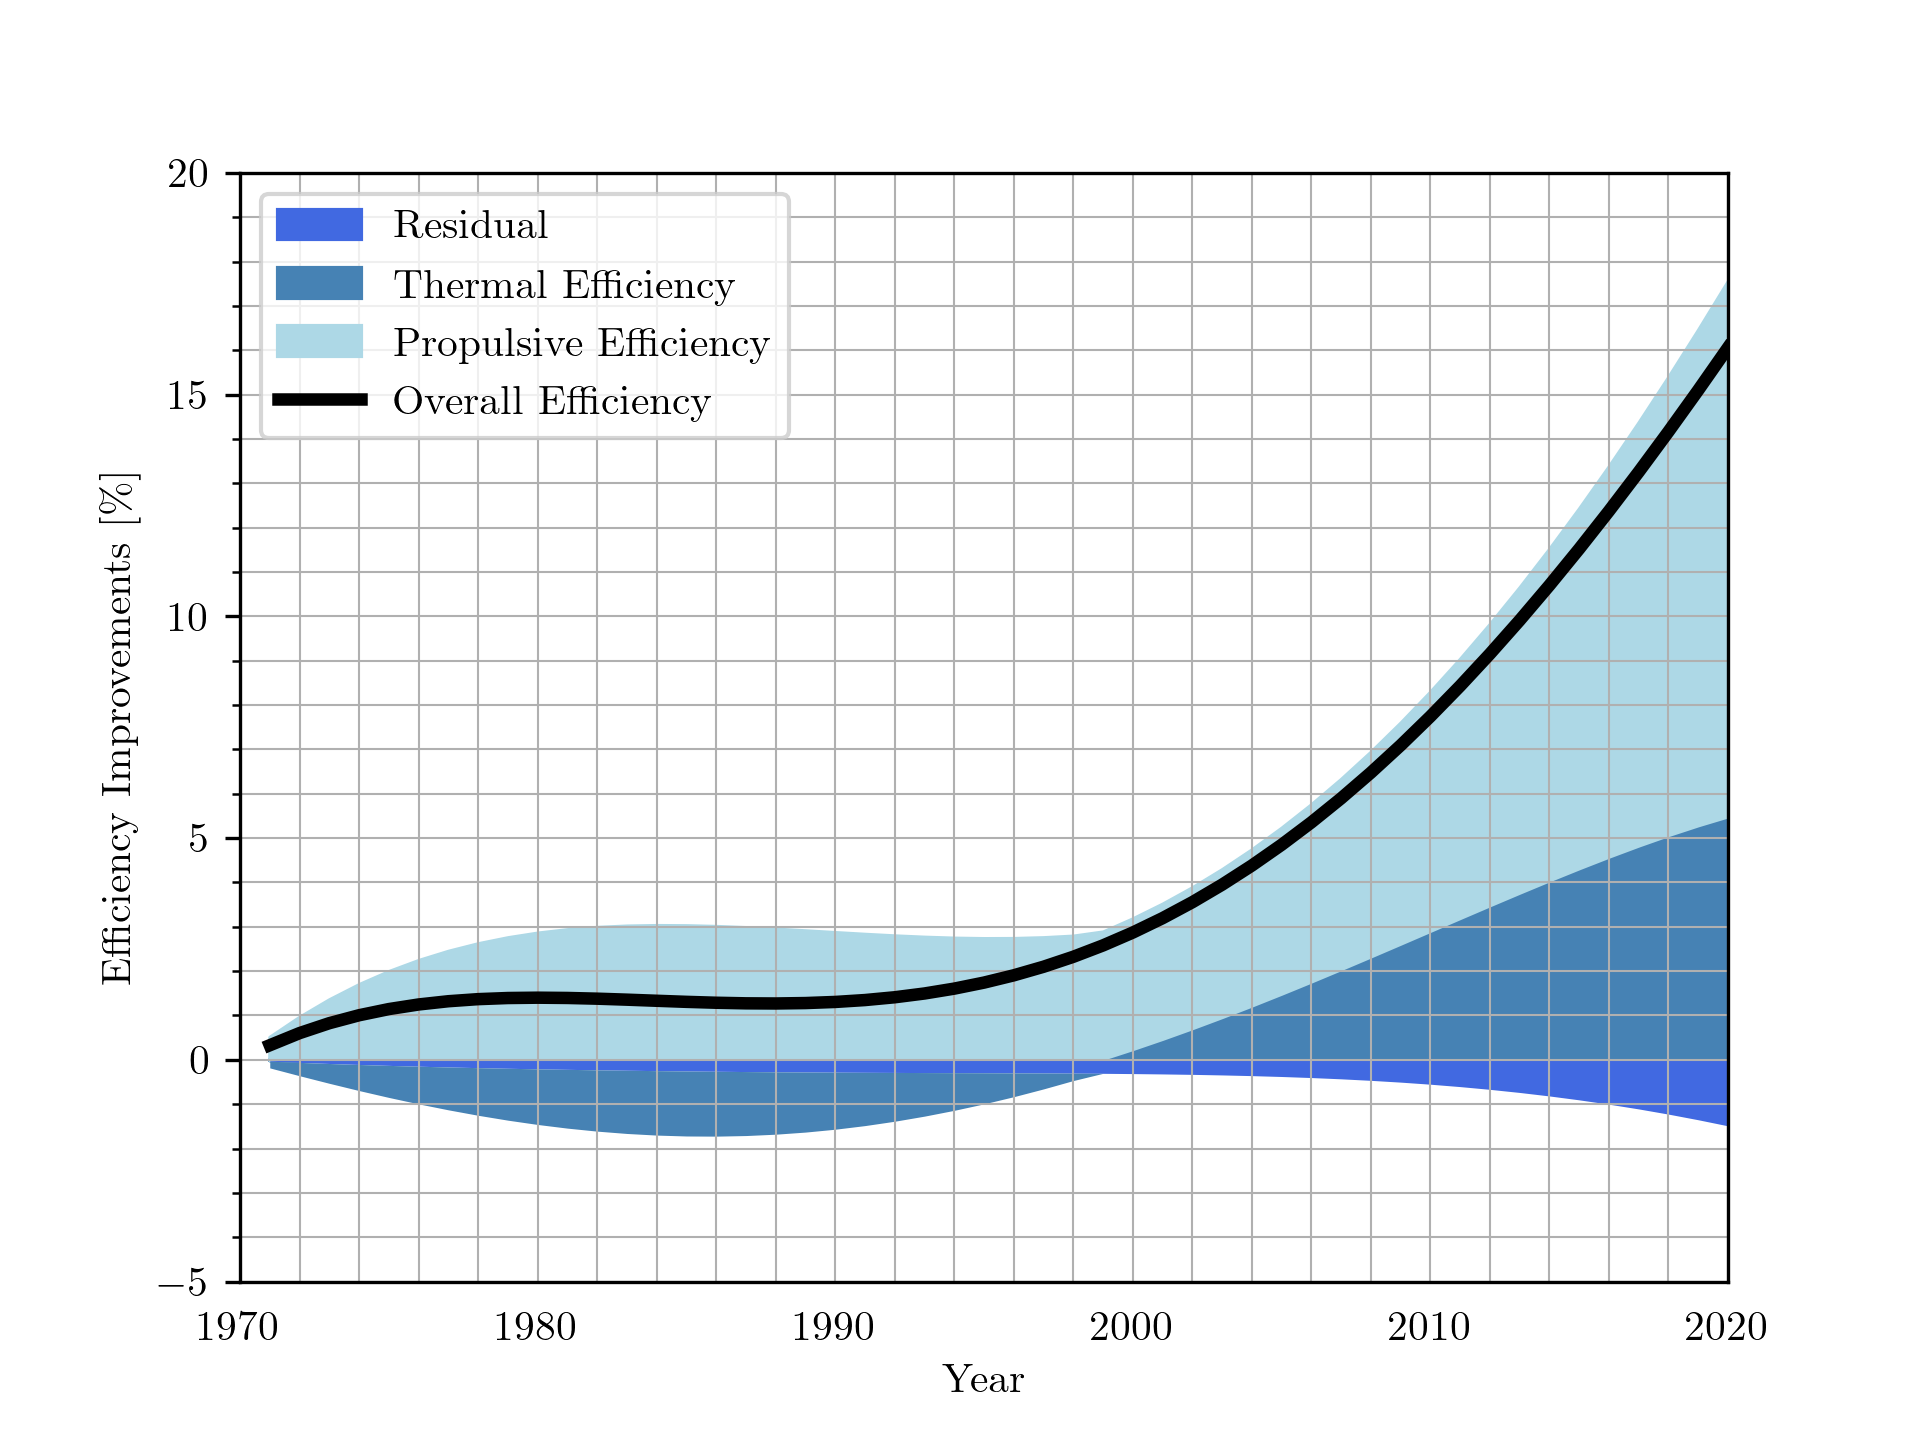 20
15
10
5
0
−5
Efficiency Improvements [%]
Residual
Thermal Efficiency
Propulsive Efficiency
Overall Efficiency
1970 1980 1990 2000 2010 2020
Year